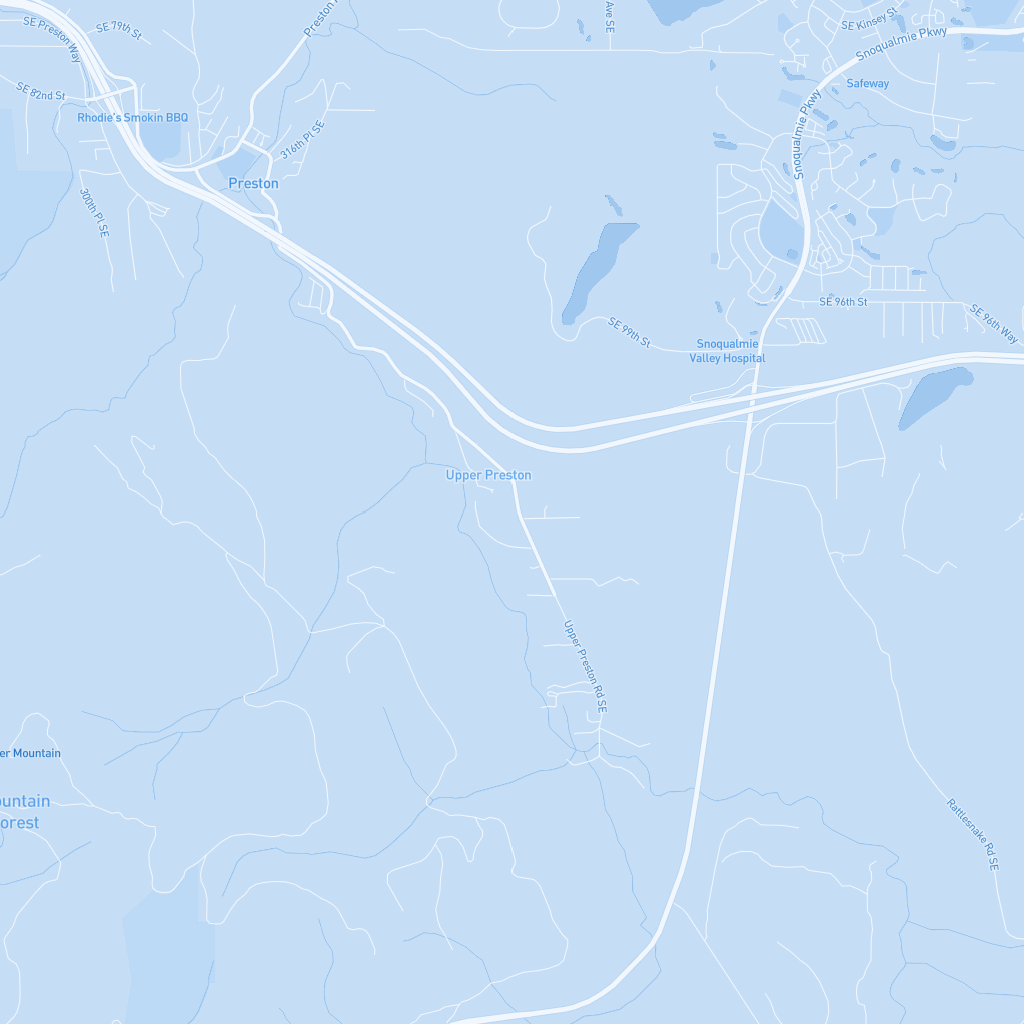 SE Preston Way
SE 79th St
Preston
Ave SE
SE Kinsey St
Snoqualmie Pkwy
SE 82nd St
Safeway
Rhodie's Smokin BBQ
Snoqualmie Pkwy
316th Pl SE
Preston
300th Pl SE
SE 96th St
SE 96th Way
SE 99th St
Snoqualmie
Valley Hospital
Upper Preston
Upper Preston Rd SE
er Mountain
ountain
orest
Rattlesnake Rd SE